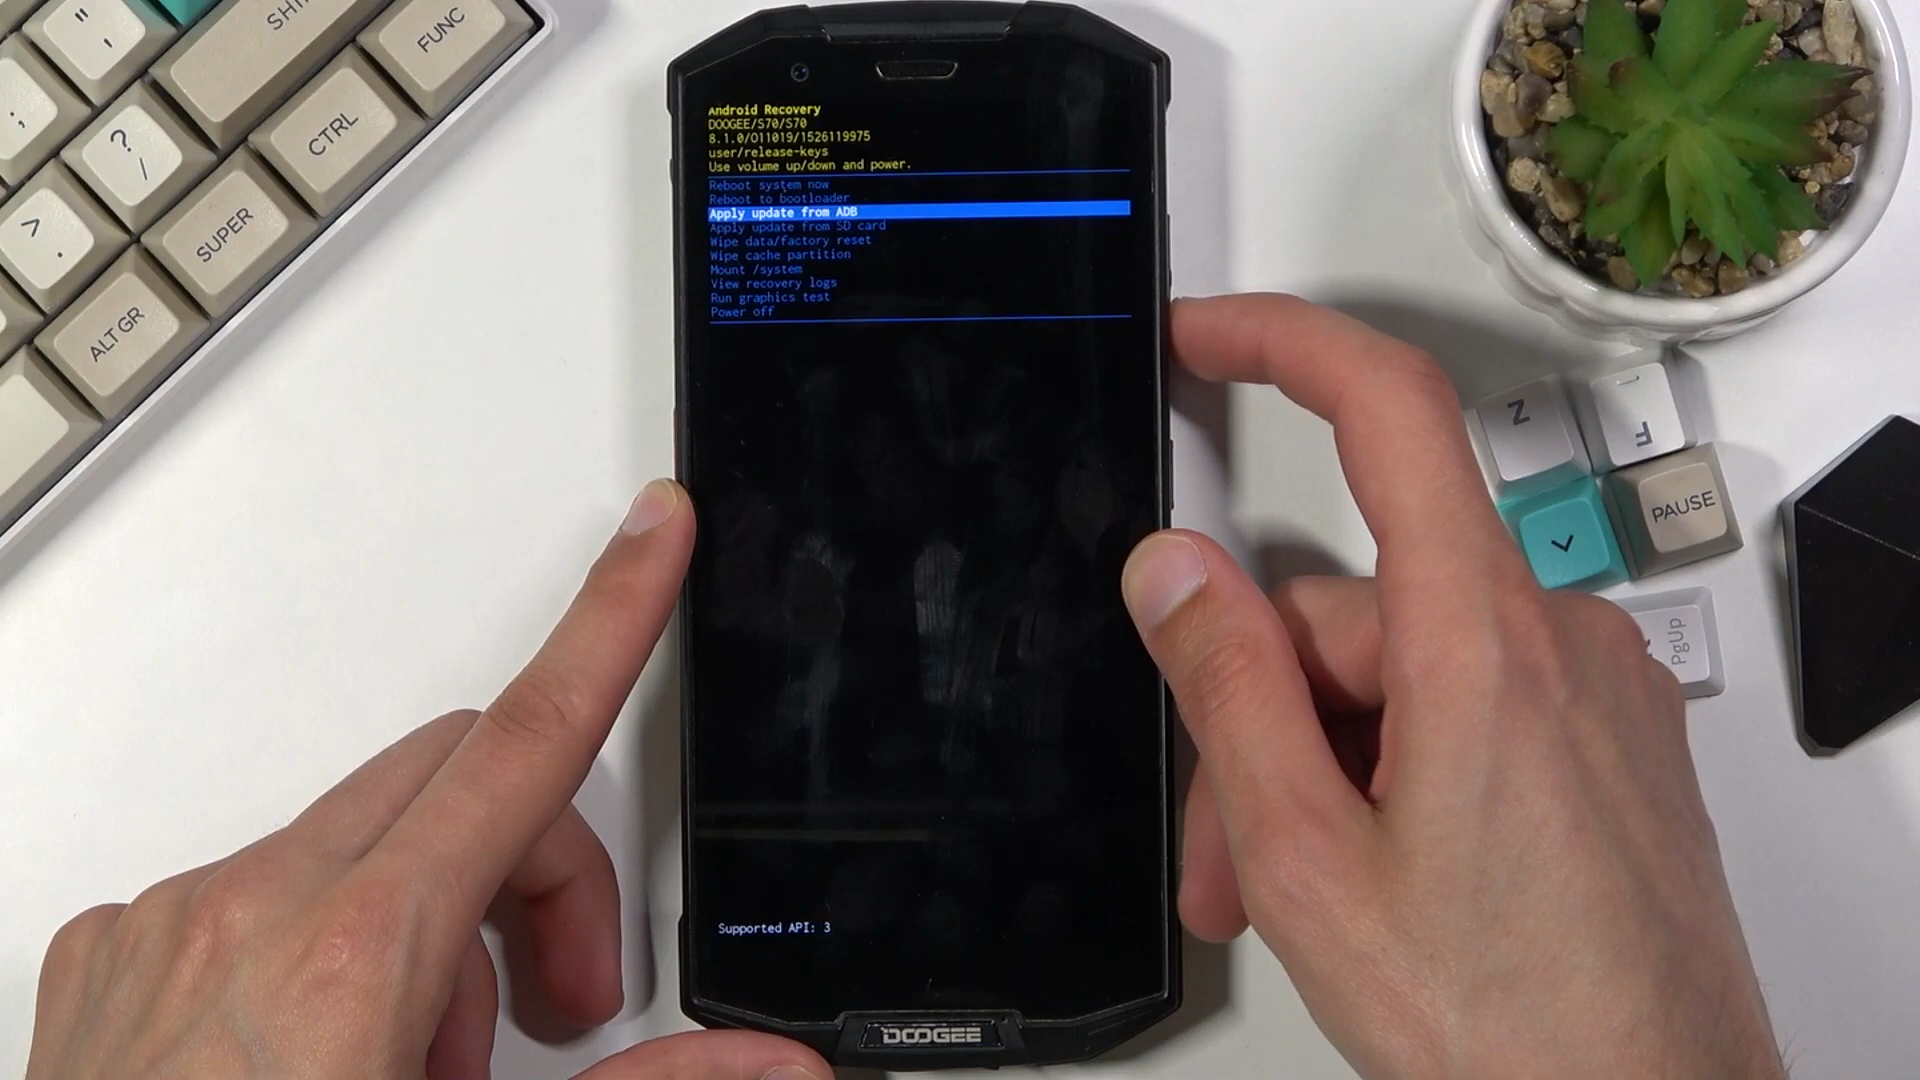 Android Recovery
DOOGEE/S70/S70
8.1.0/O11019/1526119975
user/release-keys
Use volume up/down and power.
Reboot system now
Reboot to bootloader
Apply update from ADB
Apply update from SD card
Wipe data/factory reset
Wipe cache partition
Mount /system
View recovery logs
Run graphics test
Power off
Supported API: 3
DOOGEE
" '
FUNC
;
?
/
CTRL
>
.
SUPER
ALT GR
Z
F
PAUSE
PgUp